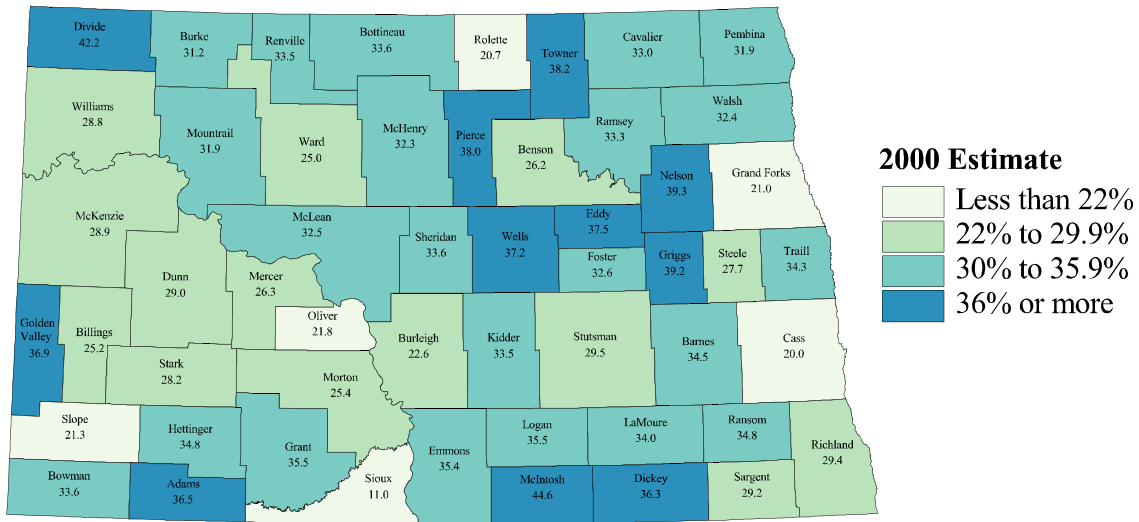 Divide
42.2
Burke
31.2
Renville
33.5
Bottineau
33.6
Rolette
20.7
Towner
38.2
Cavalier
33.0
Pembina
31.9
Williams
28.8
Mountrail
31.9
Ward
25.0
McHenry
32.3
Pierce
38.0
Benson
26.2
Ramsey
33.3
Walsh
32.4
Nelson
39.3
Grand Forks
21.0
McKenzie
28.9
McLean
32.5
Sheridan
33.6
Wells
37.2
Eddy
37.5
Foster
32.6
Griggs
39.2
Steele
27.7
Traill
34.3
Dunn
29.0
Mercer
26.3
Oliver
21.8
Golden
Valley
36.9
Billings
25.2
Stark
28.2
Morton
25.4
Burleigh
22.6
Kidder
33.5
Stutsman
29.5
Barnes
34.5
Cass
20.0
Slope
21.3
Hettinger
34.8
Grant
35.5
Emmons
35.4
Logan
35.5
LaMoure
34.0
Ransom
34.8
Richland
29.4
Bowman
33.6
Adams
36.5
Sioux
11.0
McIntosh
44.6
Dickey
36.3
Sargent
29.2
2000 Estimate
Less than 22%
22% to 29.9%
30% to 35.9%
36% or more